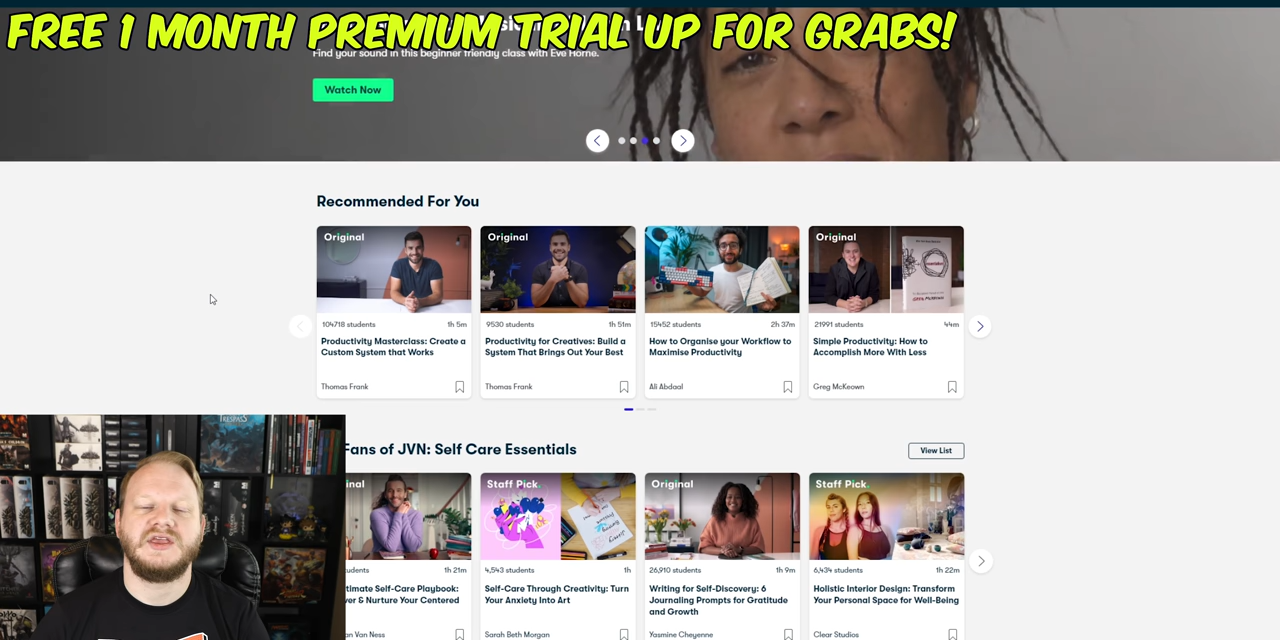 FREE 1 MONTH PREMIUM TRIAL UP FOR GRABS!
Find your sound in this beginner friendly class with Eve Horne.
Watch Now
Recommended For You
Original
Original
Original
104718 students 1h 5m
9530 students 1h 51m
15452 students 2h 37m
21991 students 44m
Productivity Masterclass: Create a
Custom System that Works
Productivity for Creatives: Build a
System That Brings Out Your Best
How to Organise your Workflow to
Maximise Productivity
Simple Productivity: How to
Accomplish More With Less
Thomas Frank
Thomas Frank
Ali Abdaal
Greg McKeown
Fans of JVN: Self Care Essentials
View List
Staff Pick.
Original
Staff Pick.
1h 21m
4,543 students 1h
26,910 students 1h 9m
6,434 students 1h 22m
Self-Care Playbook:
& Nurture Your Centered
Self-Care Through Creativity: Turn
Your Anxiety Into Art
Writing for Self-Discovery: 6
Journaling Prompts for Gratitude
and Growth
Holistic Interior Design: Transform
Your Personal Space for Well-Being
Van Ness
Sarah Beth Morgan
Yasmine Cheyenne
Clear Studios
TRESPASS